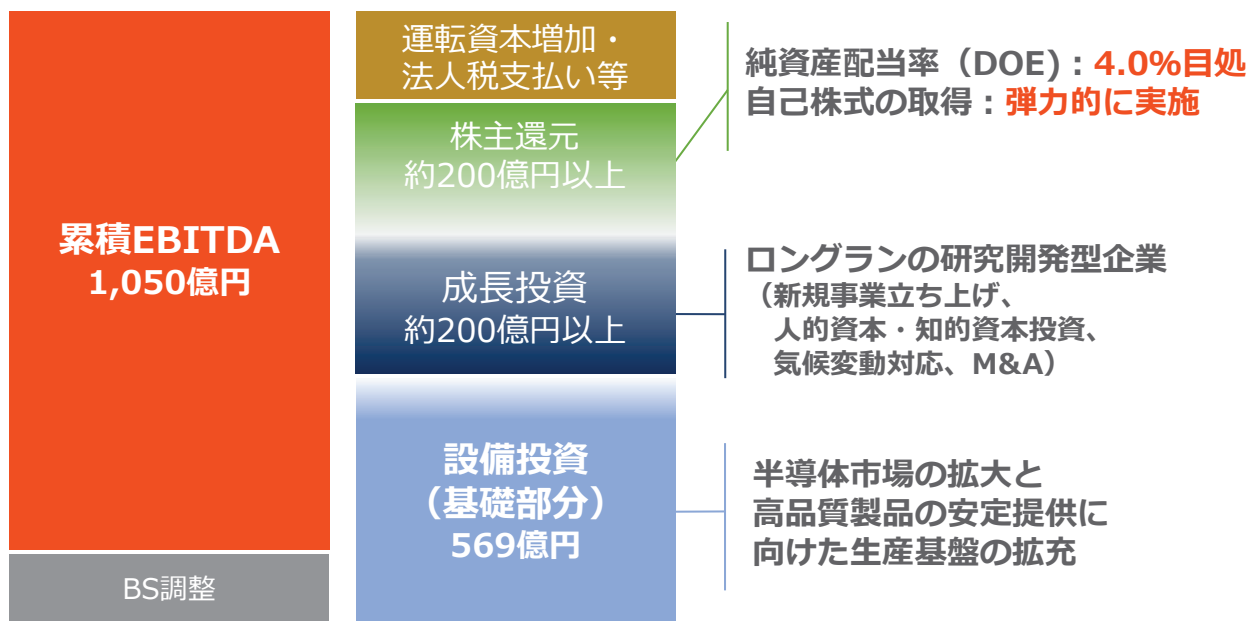 累積EBITDA
1,050億円
BS調整
運転資本増加・
法人税支払い等
株主還元
約200億円以上
成長投資
約200億円以上
設備投資
（基礎部分）
569億円
純資産配当率（DOE)：4.0%目処
自己株式の取得：弾力的に実施
ロングランの研究開発型企業
（新規事業立ち上げ、
人的資本・知的資本投資、
気候変動対応、M&A）
半導体市場の拡大と
高品質製品の安定提供に
向けた生産基盤の拡充